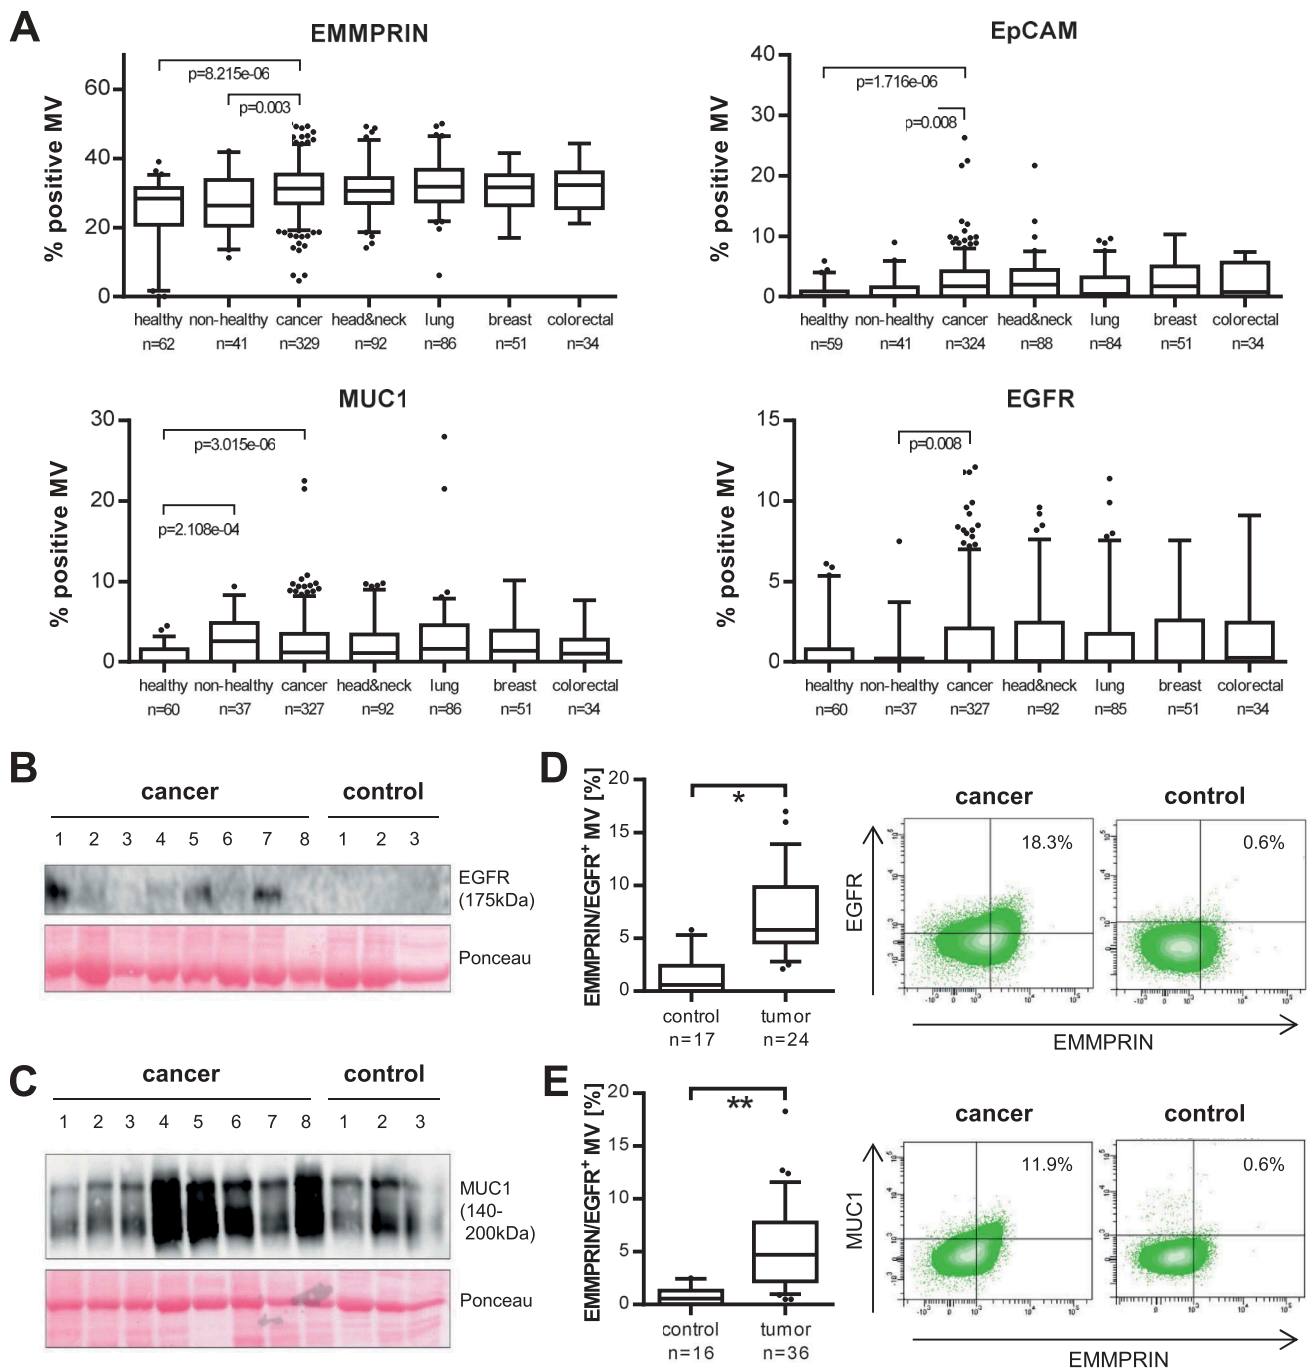 A
EMMPRIN
% positive MV
60
40
20
0
p=8.215e-06
p=0.003
healthy non-healthy cancer head&neck lung breast colorectal
n=62 n=41 n=329 n=92 n=86 n=51 n=34
EpCAM
% positive MV
40
30
20
10
0
p=1.716e-06
p=0.008
healthy non-healthy cancer head&neck lung breast colorectal
n=59 n=41 n=324 n=88 n=84 n=51 n=34
MUC1
% positive MV
30
20
10
0
p=3.015e-06
p=2.108e-04
healthy non-healthy cancer head&neck lung breast colorectal
n=60 n=37 n=327 n=92 n=86 n=51 n=34
EGFR
% positive MV
15
10
5
0
p=0.008
healthy non-healthy cancer head&neck lung breast colorectal
n=60 n=37 n=327 n=92 n=85 n=51 n=34
B
cancer control
1 2 3 4 5 6 7 8 1 2 3
EGFR
(175kDa)
Ponceau
C
cancer control
1 2 3 4 5 6 7 8 1 2 3
MUC1
(140-
200kDa)
Ponceau
D
EMMPRIN/EGFR+ MV [%]
20
15
10
5
0
*
control tumor
n=17 n=24
cancer control
18.3% 0.6%
EGFR
EMMPRIN
E
EMMPRIN/EGFR+ MV [%]
20
15
10
5
0
**
control tumor
n=16 n=36
cancer control
11.9% 0.6%
MUC1
EMMPRIN